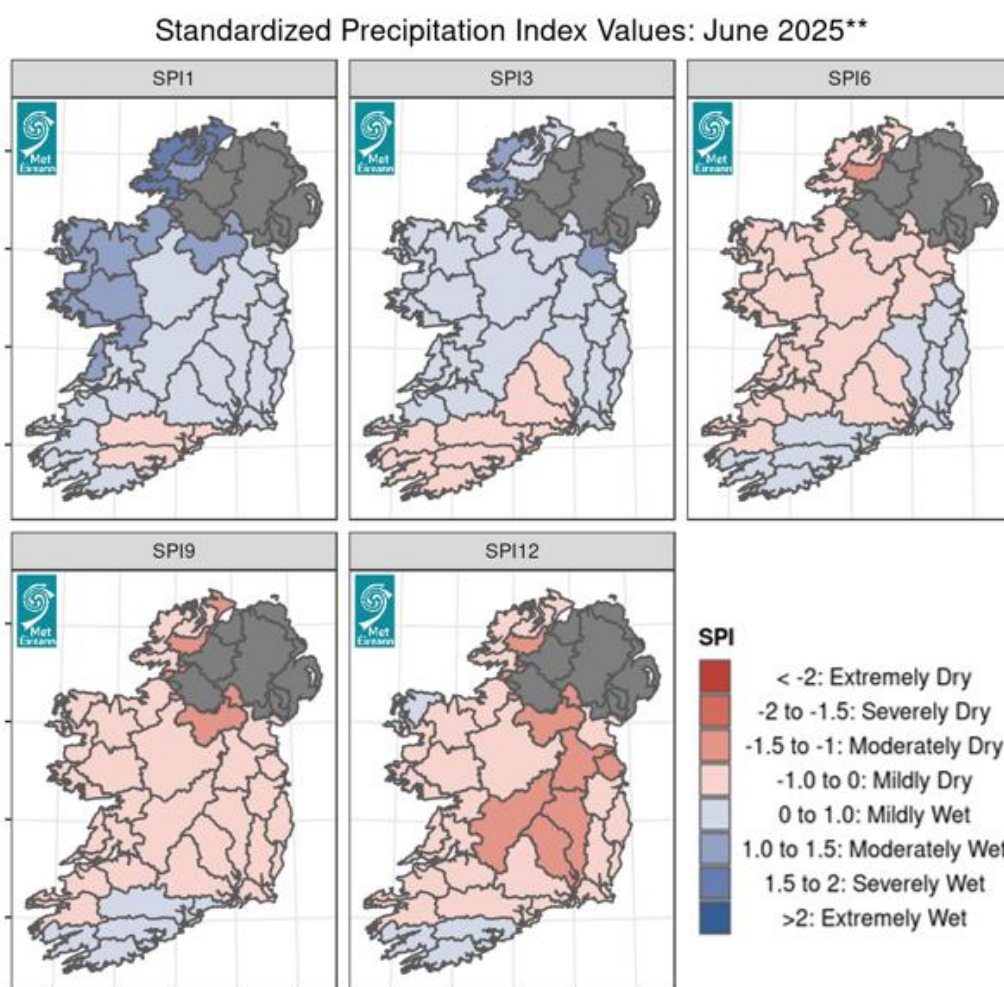 Standardized Precipitation Index Values: June 2025**
SPI1
SPI3
SPI6
Met
Éireann
Met
Éireann
Met
Éireann
SPI9
SPI12
Met
Éireann
Met
Éireann
SPI
< -2: Extremely Dry
-2 to -1.5: Severely Dry
-1.5 to -1: Moderately Dry
-1.0 to 0: Mildly Dry
0 to 1.0: Mildly Wet
1.0 to 1.5: Moderately Wet
1.5 to 2: Severely Wet
>2: Extremely Wet